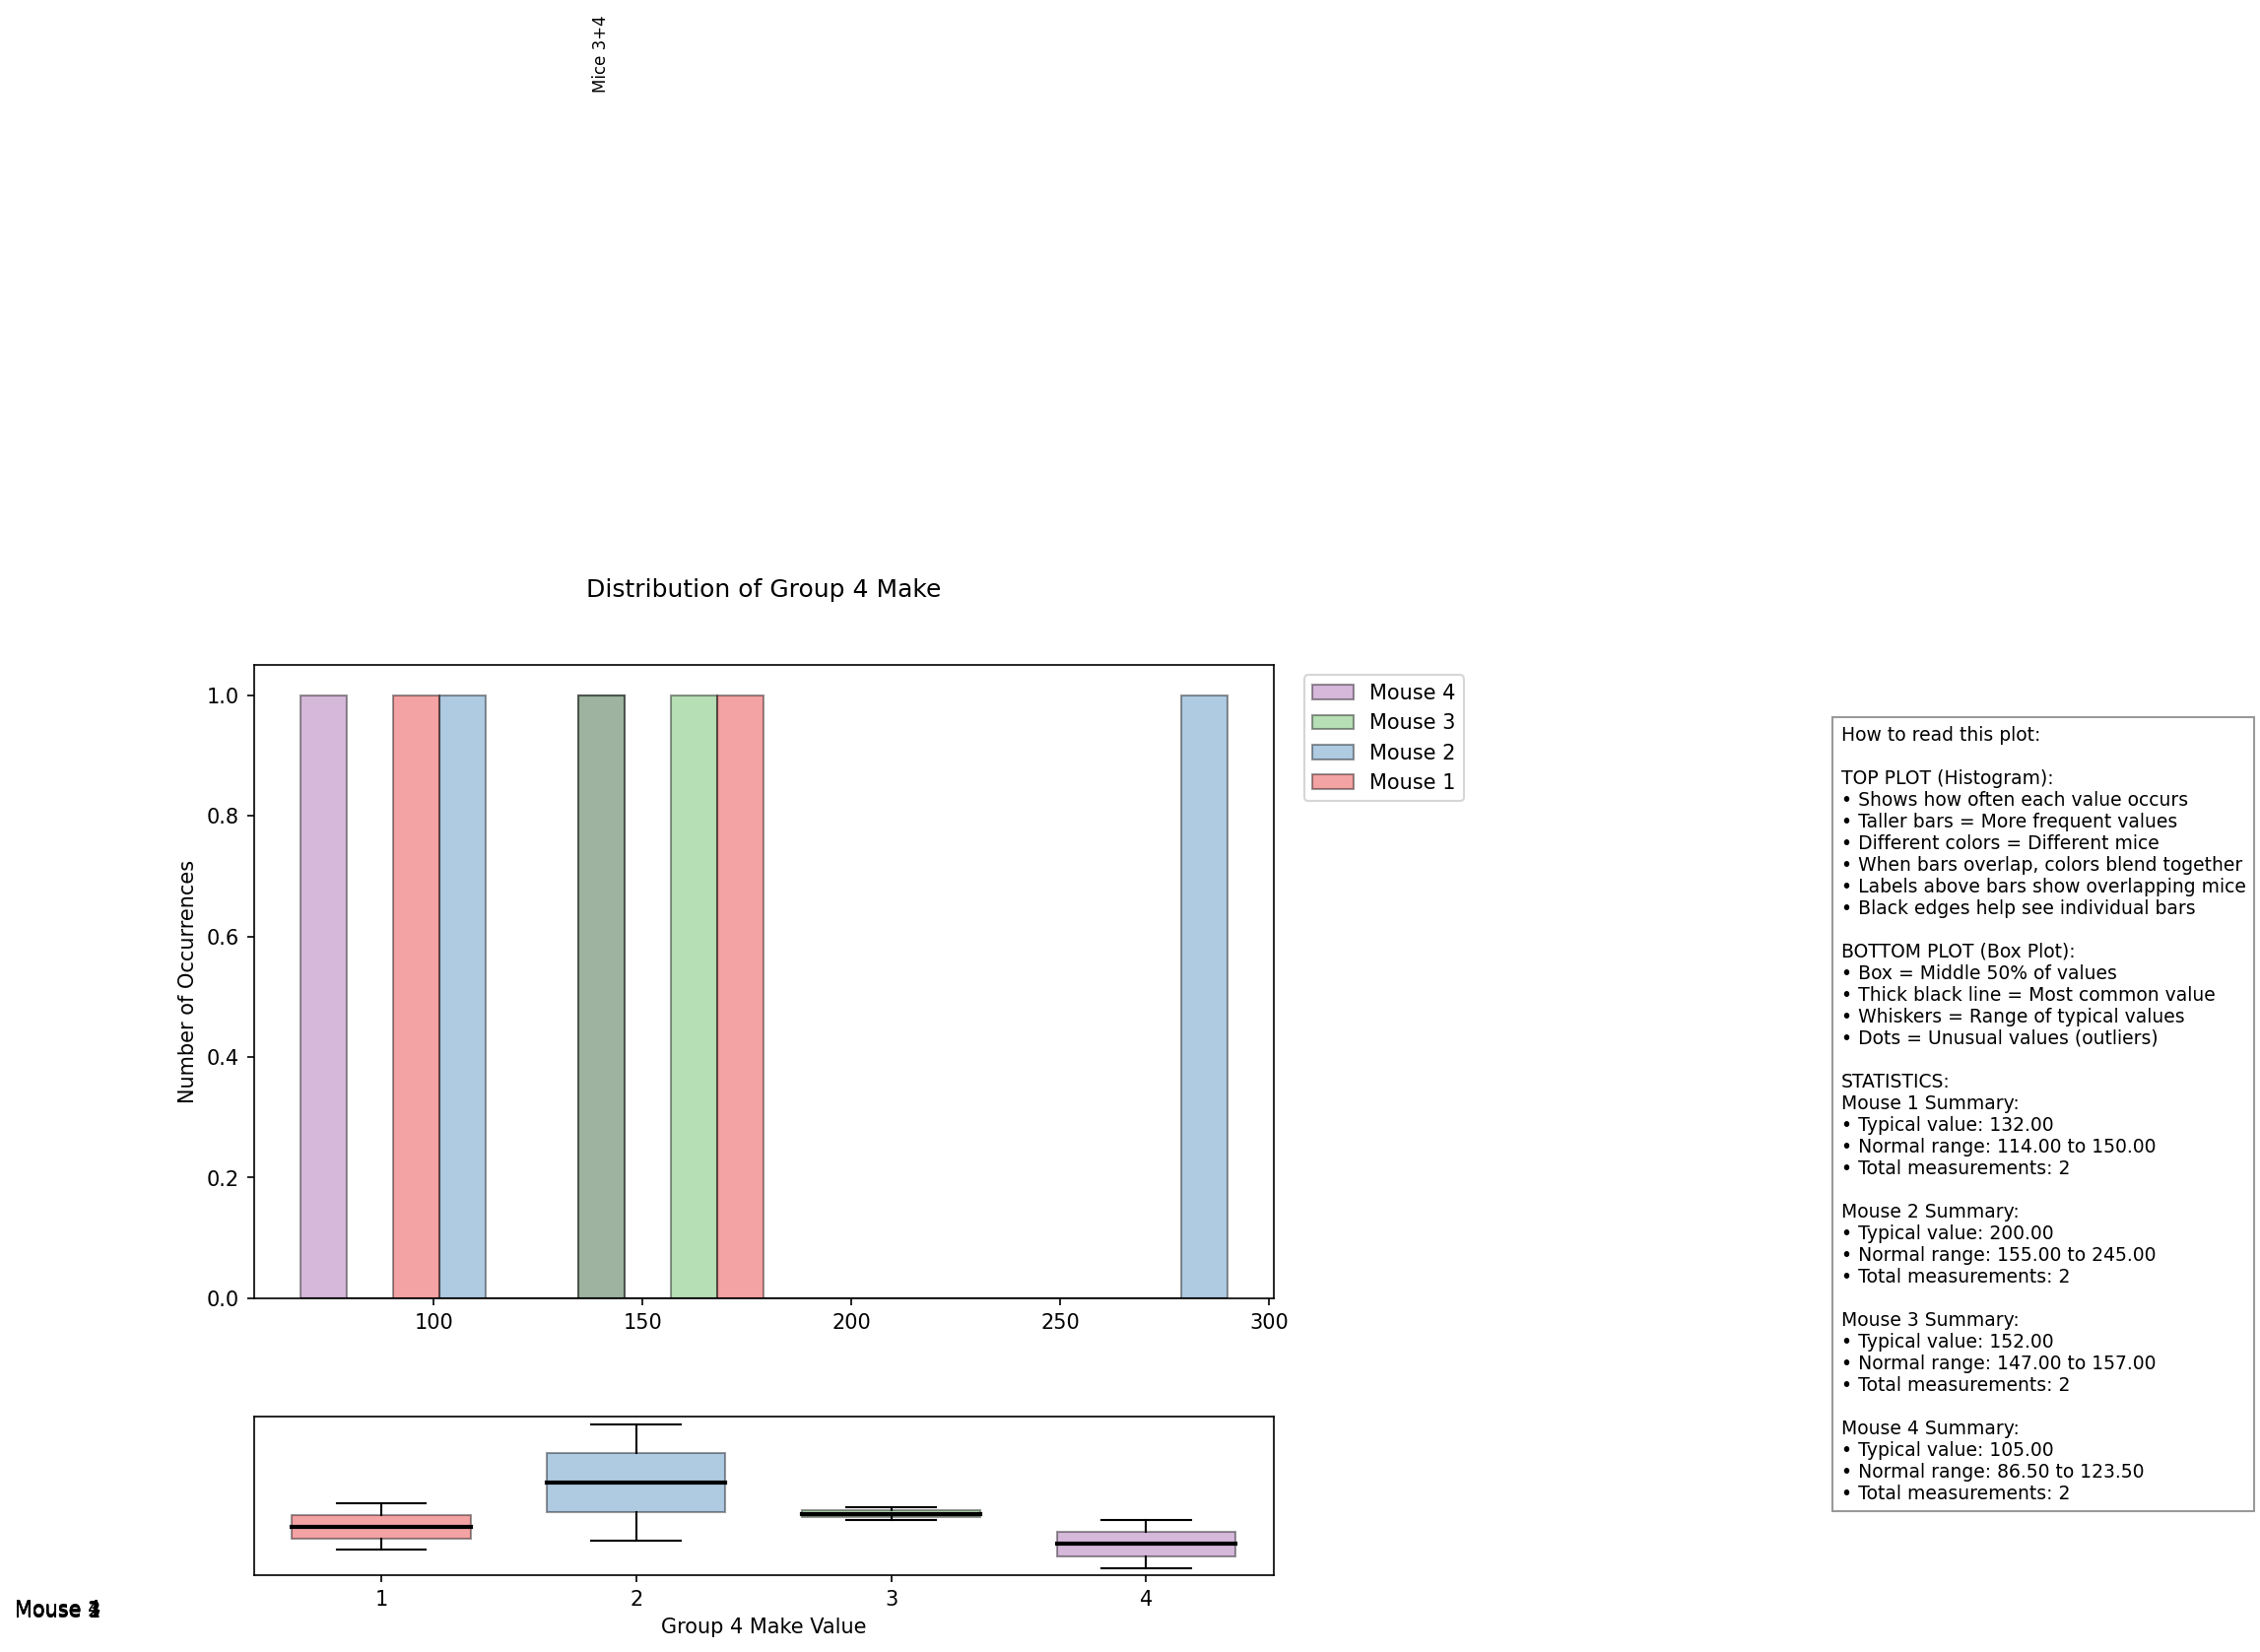 Mice 3+4
Distribution of Group 4 Make
Number of Occurrences
1.0
0.8
0.6
0.4
0.2
0.0
100 150 200 250 300
Mouse 4
Mouse 3
Mouse 2
Mouse 1
How to read this plot:
TOP PLOT (Histogram):
• Shows how often each value occurs
• Taller bars = More frequent values
• Different colors = Different mice
• When bars overlap, colors blend together
• Labels above bars show overlapping mice
• Black edges help see individual bars
BOTTOM PLOT (Box Plot):
• Box = Middle 50% of values
• Thick black line = Most common value
• Whiskers = Range of typical values
• Dots = Unusual values (outliers)
STATISTICS:
Mouse 1 Summary:
• Typical value: 132.00
• Normal range: 114.00 to 150.00
• Total measurements: 2
Mouse 2 Summary:
• Typical value: 200.00
• Normal range: 155.00 to 245.00
• Total measurements: 2
Mouse 3 Summary:
• Typical value: 152.00
• Normal range: 147.00 to 157.00
• Total measurements: 2
Mouse 4 Summary:
• Typical value: 105.00
• Normal range: 86.50 to 123.50
• Total measurements: 2
1 2 3 4
Mouse
Group 4 Make Value